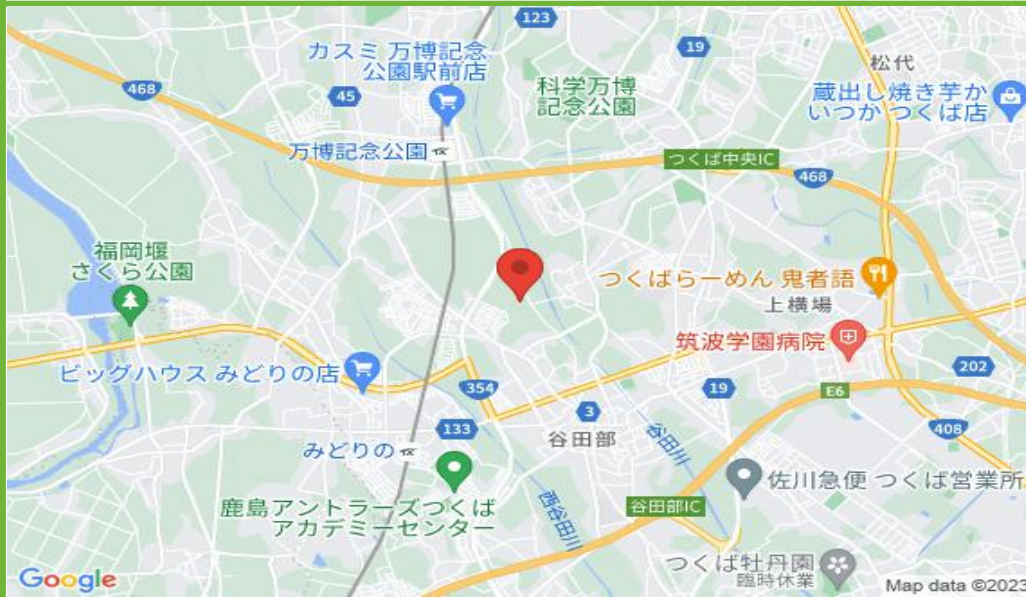 123
カスミ 万博記念
公園駅前店
19
松代
468
45
科学万博
記念公園
蔵出し焼き芋か
いつか つくば店
万博記念公園
つくば中央IC
468
福岡堰
さくら公園
つくばらーめん 鬼者語
上横場
筑波学園病院
ビッグハウス みどりの店
354
19
E6
202
3
133
谷田部
谷田川
408
みどりの
佐川急便 つくば営業所
鹿島アントラーズつくば
アカデミーセンター
西谷田川
谷田部IC
つくば牡丹園
臨時休業
Google
Map data ©2023